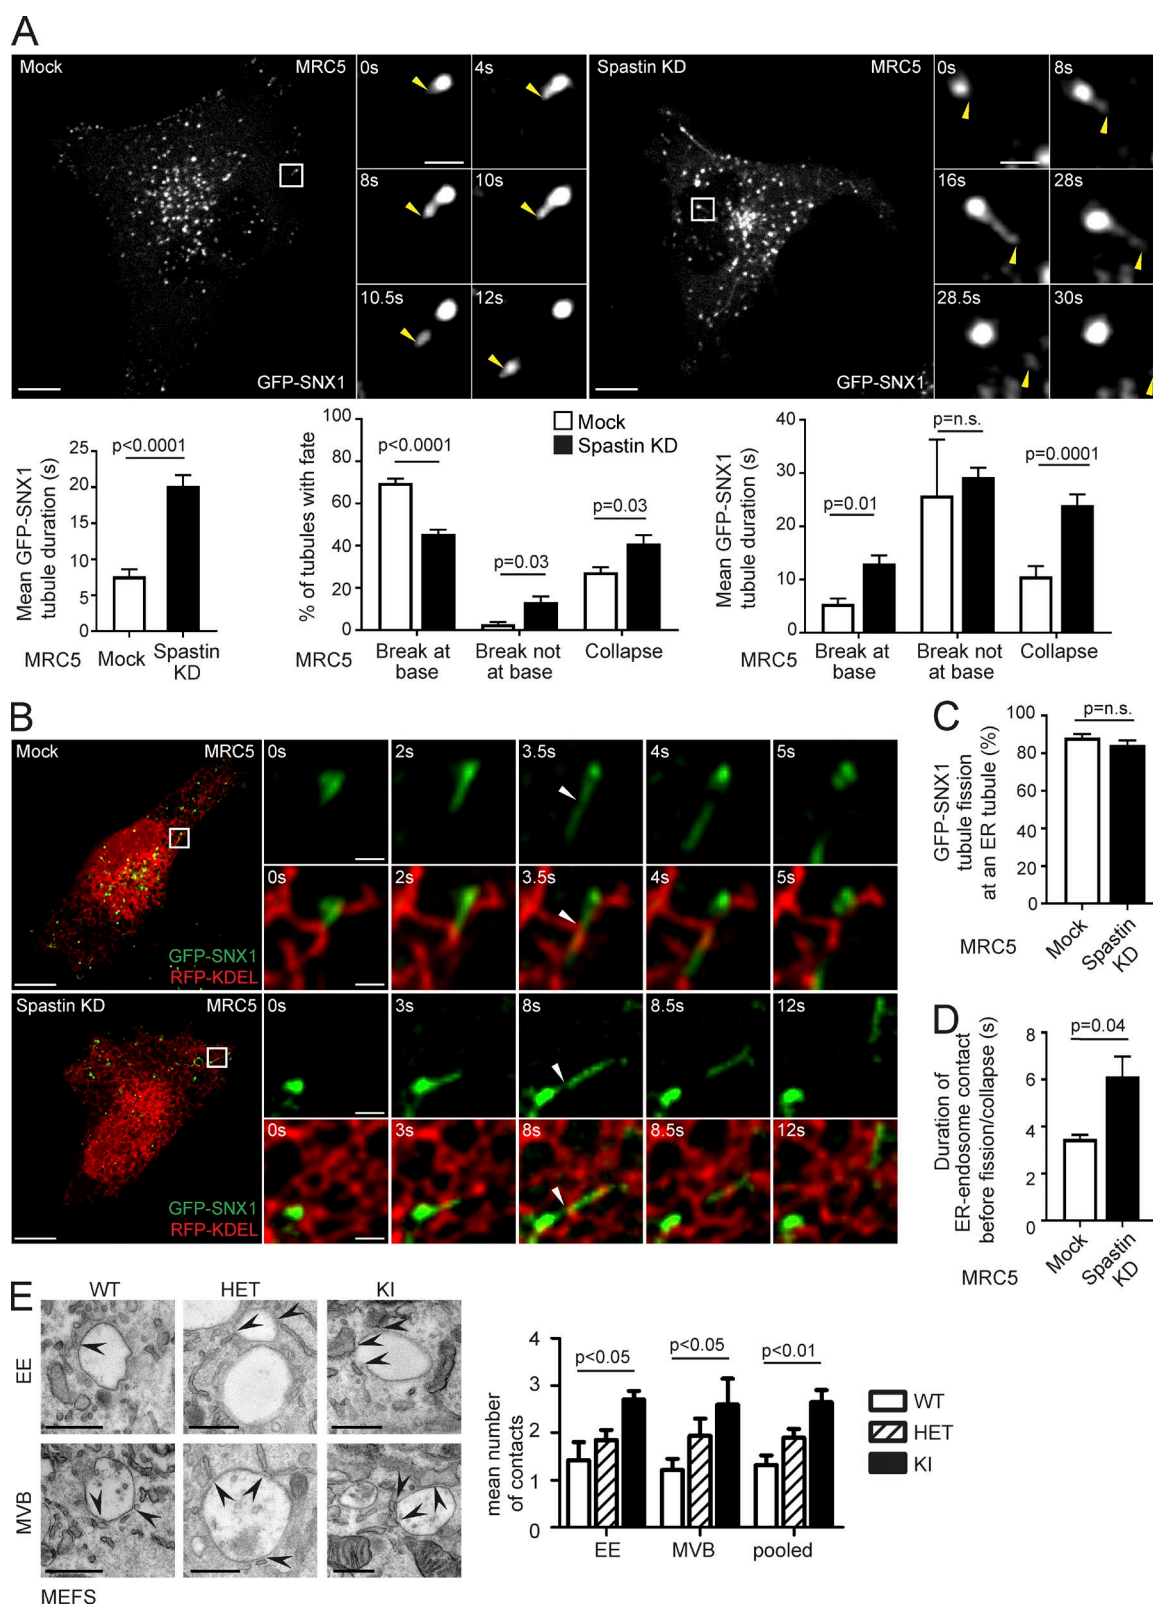 A
Mock MRC5
GFP-SNX1
0s 4s
8s 10s
10.5s 12s
Spastin KD MRC5
GFP-SNX1
0s 8s
16s 28s
28.5s 30s
Mean GFP-SNX1
tubule duration (s)
25
20
15
10
5
0
p<0.0001
MRC5 Mock Spastin
KD
% of tubules with fate
100
80
60
40
20
0
Mock
Spastin KD
p<0.0001
p=0.03
p=0.03
MRC5 Break at
base
Break not
at base
Collapse
Mean GFP-SNX1
tubule duration (s)
40
30
20
10
0
p=0.01
p=n.s.
p=0.0001
MRC5 Break at
base
Break not
at base
Collapse
B
Mock MRC5
GFP-SNX1
RFP-KDEL
0s 2s 3.5s 4s 5s
0s 2s 3.5s 4s 5s
Spastin KD MRC5
GFP-SNX1
RFP-KDEL
0s 3s 8s 8.5s 12s
0s 3s 8s 8.5s 12s
C
GFP-SNX1
tubule fission
at an ER tubule (%)
100
80
60
40
20
0
p=n.s.
MRC5 Mock Spastin
KD
D
Duration of
ER-endosome contact
before fission/collapse (s)
8
6
4
2
0
p=0.04
MRC5 Mock Spastin
KD
E
WT HET KI
EE
MVB
MEFS
mean number
of contacts
4
3
2
1
0
p<0.05
p<0.05
p<0.01
EE MVB pooled
WT
HET
KI